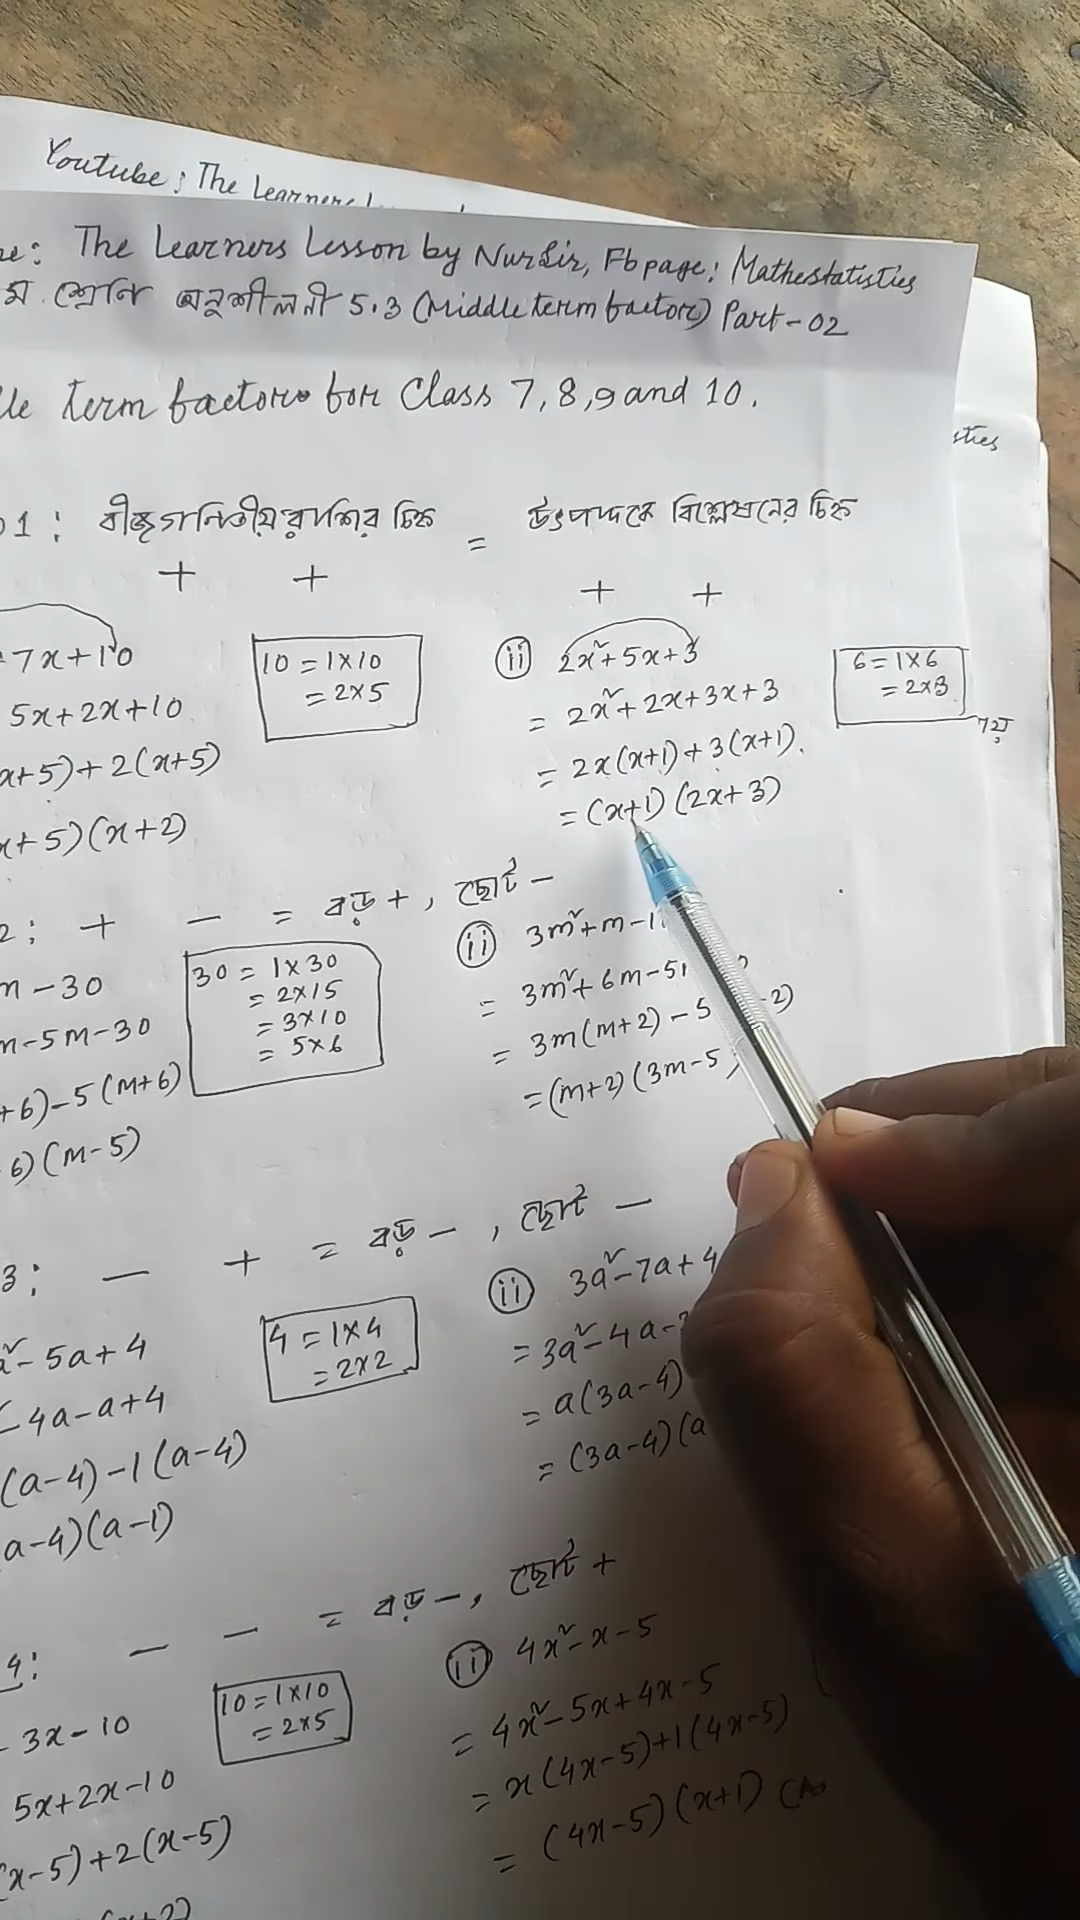 Youtube: The Learners
The Learners Lesson by Nur Sir, Fb page: Mathestatistics
শ্রেনি অনুশীলনী 5.3 (Middle term factor) Part-02
term factor for Class 7, 8, 9 and 10.
1: বীজগানিতীয় রাশির চিহ্ন = উৎপাদকে বিশ্লেষনের চিহ্ন
+ + + +
7x+10
5x+2x+10
x+5)+2(x+5)
x+5)(x+2)
10 = 1×10
= 2×5
(ii) 2x²+5x+3
= 2x²+2x+3x+3
= 2x(x+1)+3(x+1).
= (x+1)(2x+3)
6 = 1×6
= 2×3
2: + − = বড় +, ছোট −
m-30
m-5m-30
+6)-5(m+6)
6)(m-5)
30 = 1×30
= 2×15
= 3×10
= 5×6
(ii) 3m²+m-1
= 3m²+6m-5
= 3m(m+2)-5 -2)
=(m+2)(3m-5
3: − + = বড় −, ছোট −
a²-5a+4
4a-a+4
(a-4)-1(a-4)
a-4)(a-1)
4 = 1×4
= 2×2
(ii) 3a²-7a+4
= 3a²-4a-
= a(3a-4)
= (3a-4)(a
4: − − = বড় −, ছোট +
3x-10
5x+2x-10
(x-5)+2(x-5)
10=1×10
= 2×5
(ii) 4x²-x-5
= 4x²-5x+4x-5
= x(4x-5)+1(4x-5)
= (4x-5)(x+1)